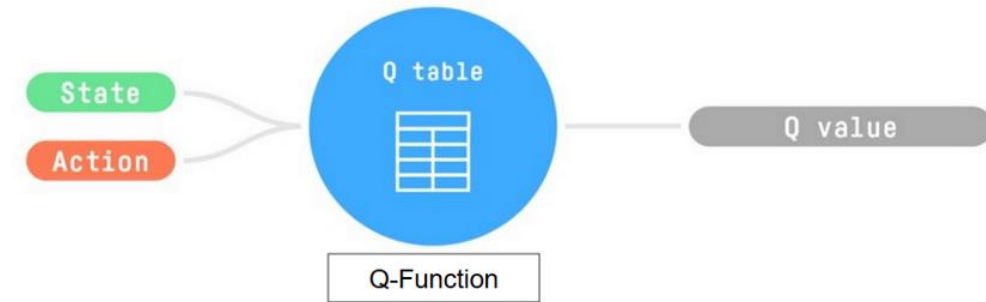 State
Action
Q table
Q value
Q-Function